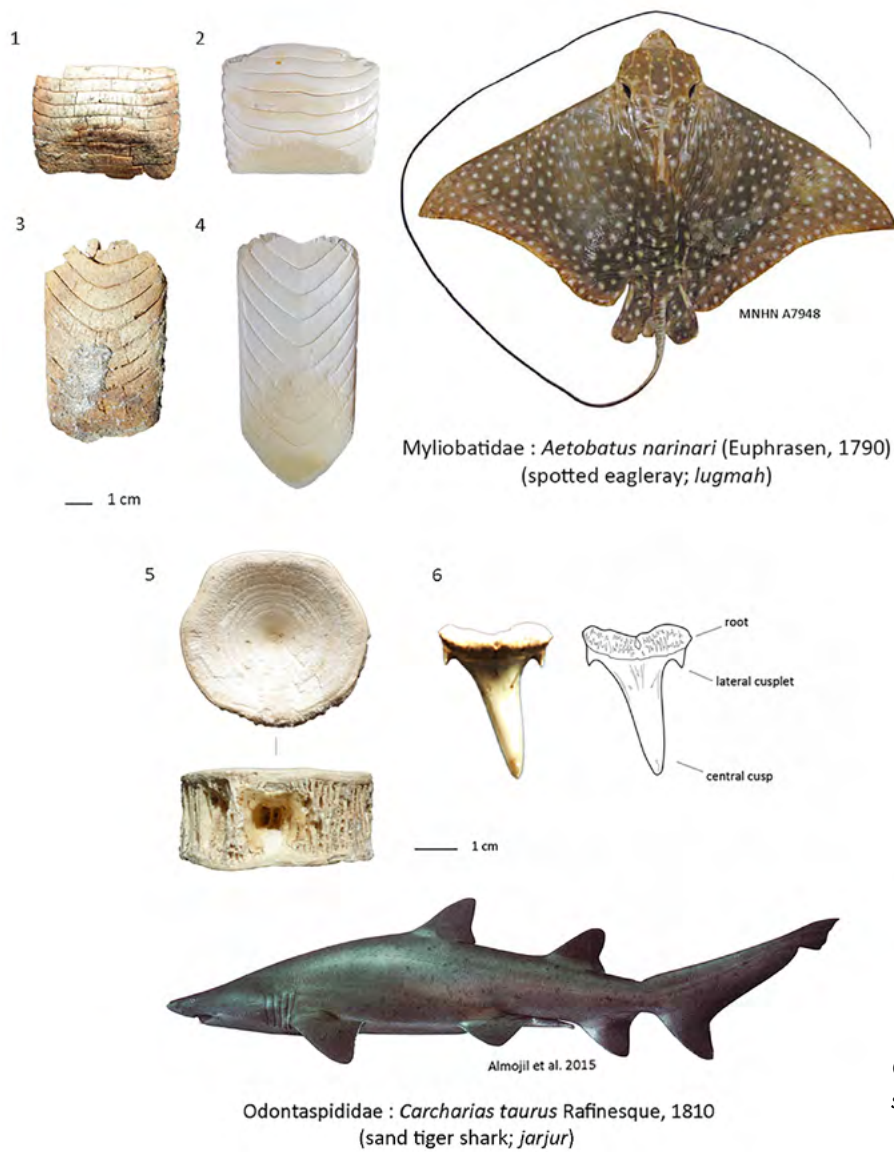 1
2
3
4
MNHN A7948
Myliobatidae : Aetobatus narinari (Euphrasen, 1790)
(spotted eagleray; lugmah)
1 cm
5
6
root
lateral cusplet
central cusp
1 cm
Almojil et al. 2015
Odontaspididae : Carcharias taurus Rafinesque, 1810
(sand tiger shark; jarjur)